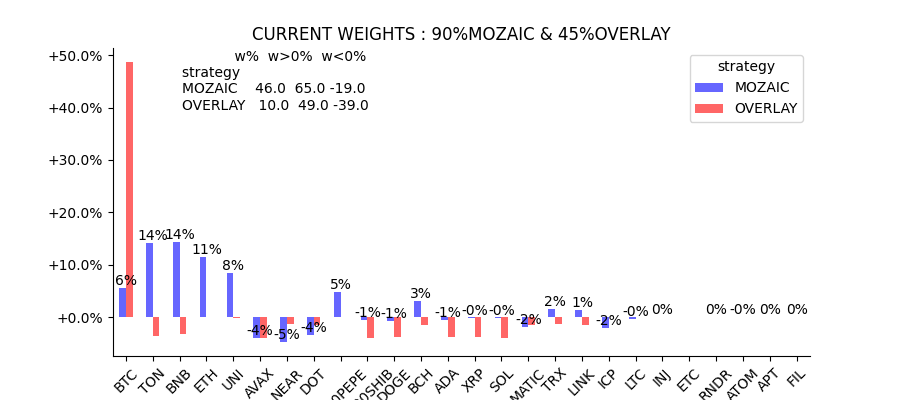 CURRENT WEIGHTS : 90%MOZAIC & 45%OVERLAY
w% w>0% w<0%
strategy
MOZAIC 46.0 65.0 -19.0
OVERLAY 10.0 49.0 -39.0
strategy
MOZAIC
OVERLAY
+50.0%
+40.0%
+30.0%
+20.0%
+10.0%
+0.0%
6% 14% 14% 11% 8% -4% -5% -4% 5% -1% -1% 3% -1% -0% -0% -2% 2% 1% -2% -0% 0% 0% -0% 0% 0%
BTC TON BNB ETH UNI AVAX NEAR DOT DOGE BCH ADA XRP SOL MATIC TRX LINK ICP LTC INJ ETC RNDR ATOM APT FIL